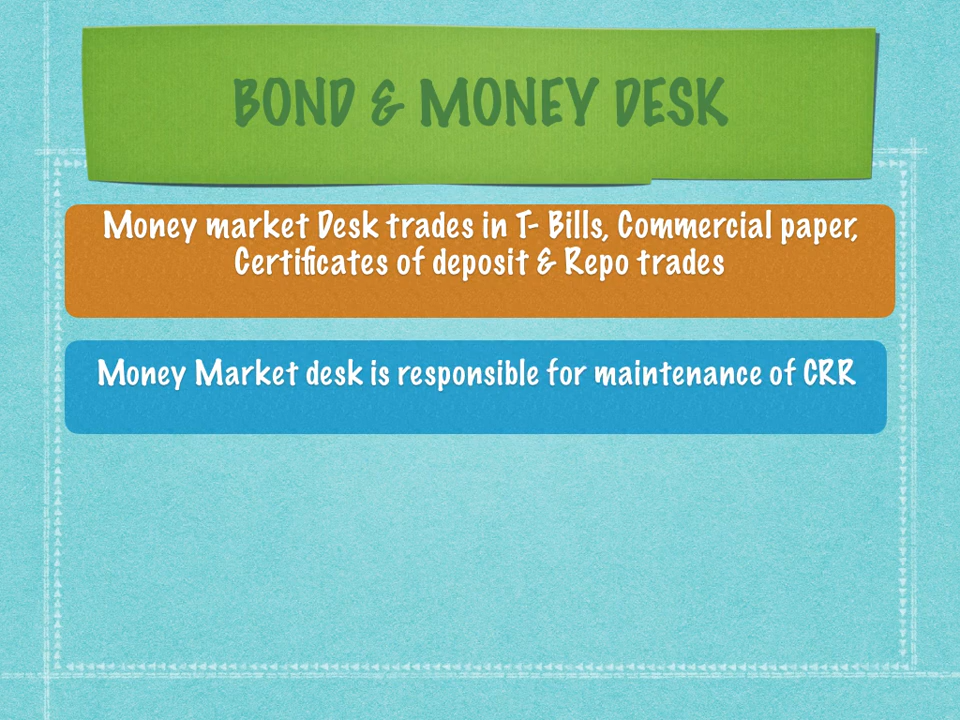 BOND & MONEY DESK
Money market Desk trades in T- Bills, Commercial paper,
Certificates of deposit & Repo trades
Money Market desk is responsible for maintenance of CRR